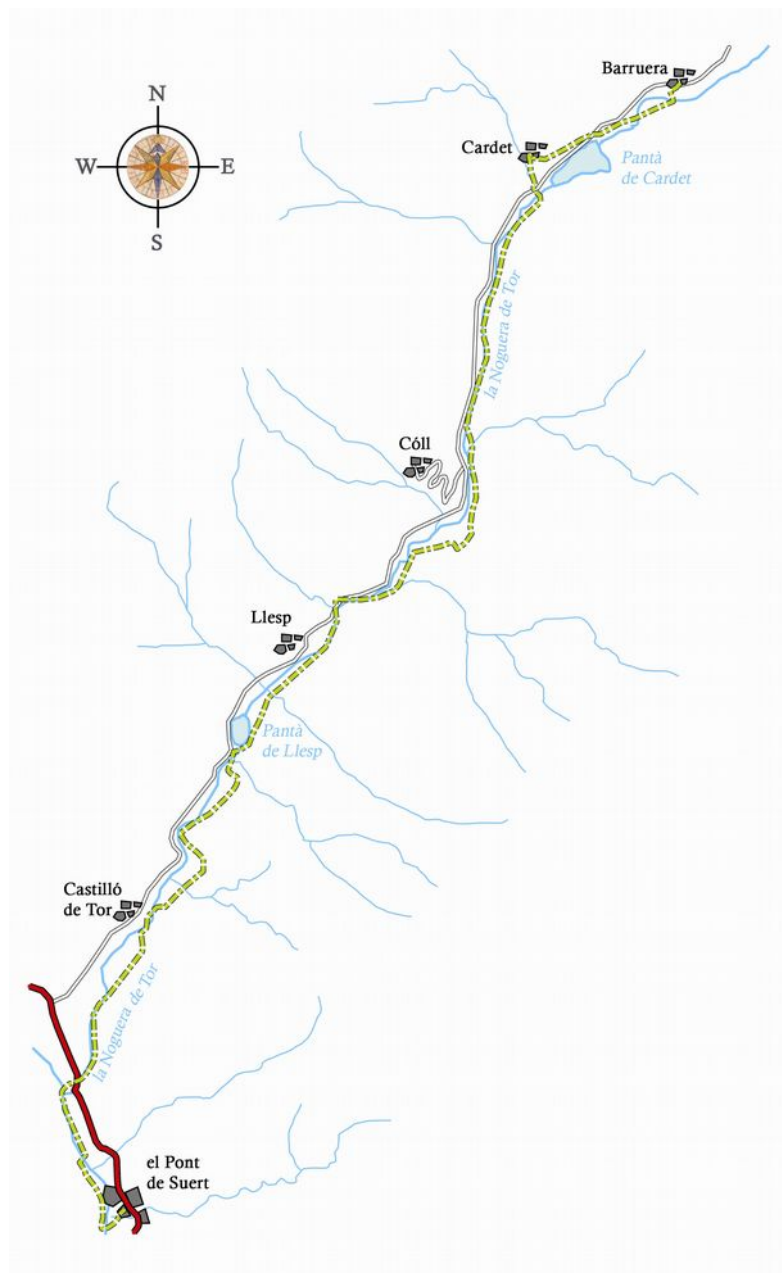 Barruera
N
Cardet
W
E
Pantà
de Cardet
S
la Noguera de Tor
Cóll
Llesp
Pantà
de Llesp
Castilló
de Tor
la Noguera de Tor
el Pont
de Suert